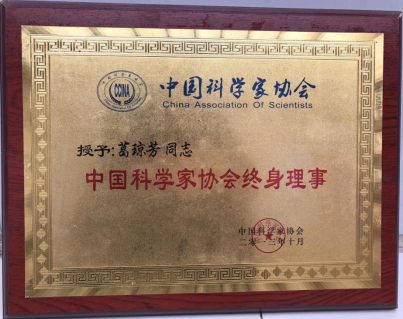 CCINA
中国科学家协会
China Association Of Scientists
授予:葛琼芳同志
中国科学家协会终身理事
中国科学家协会
二零一三年十月